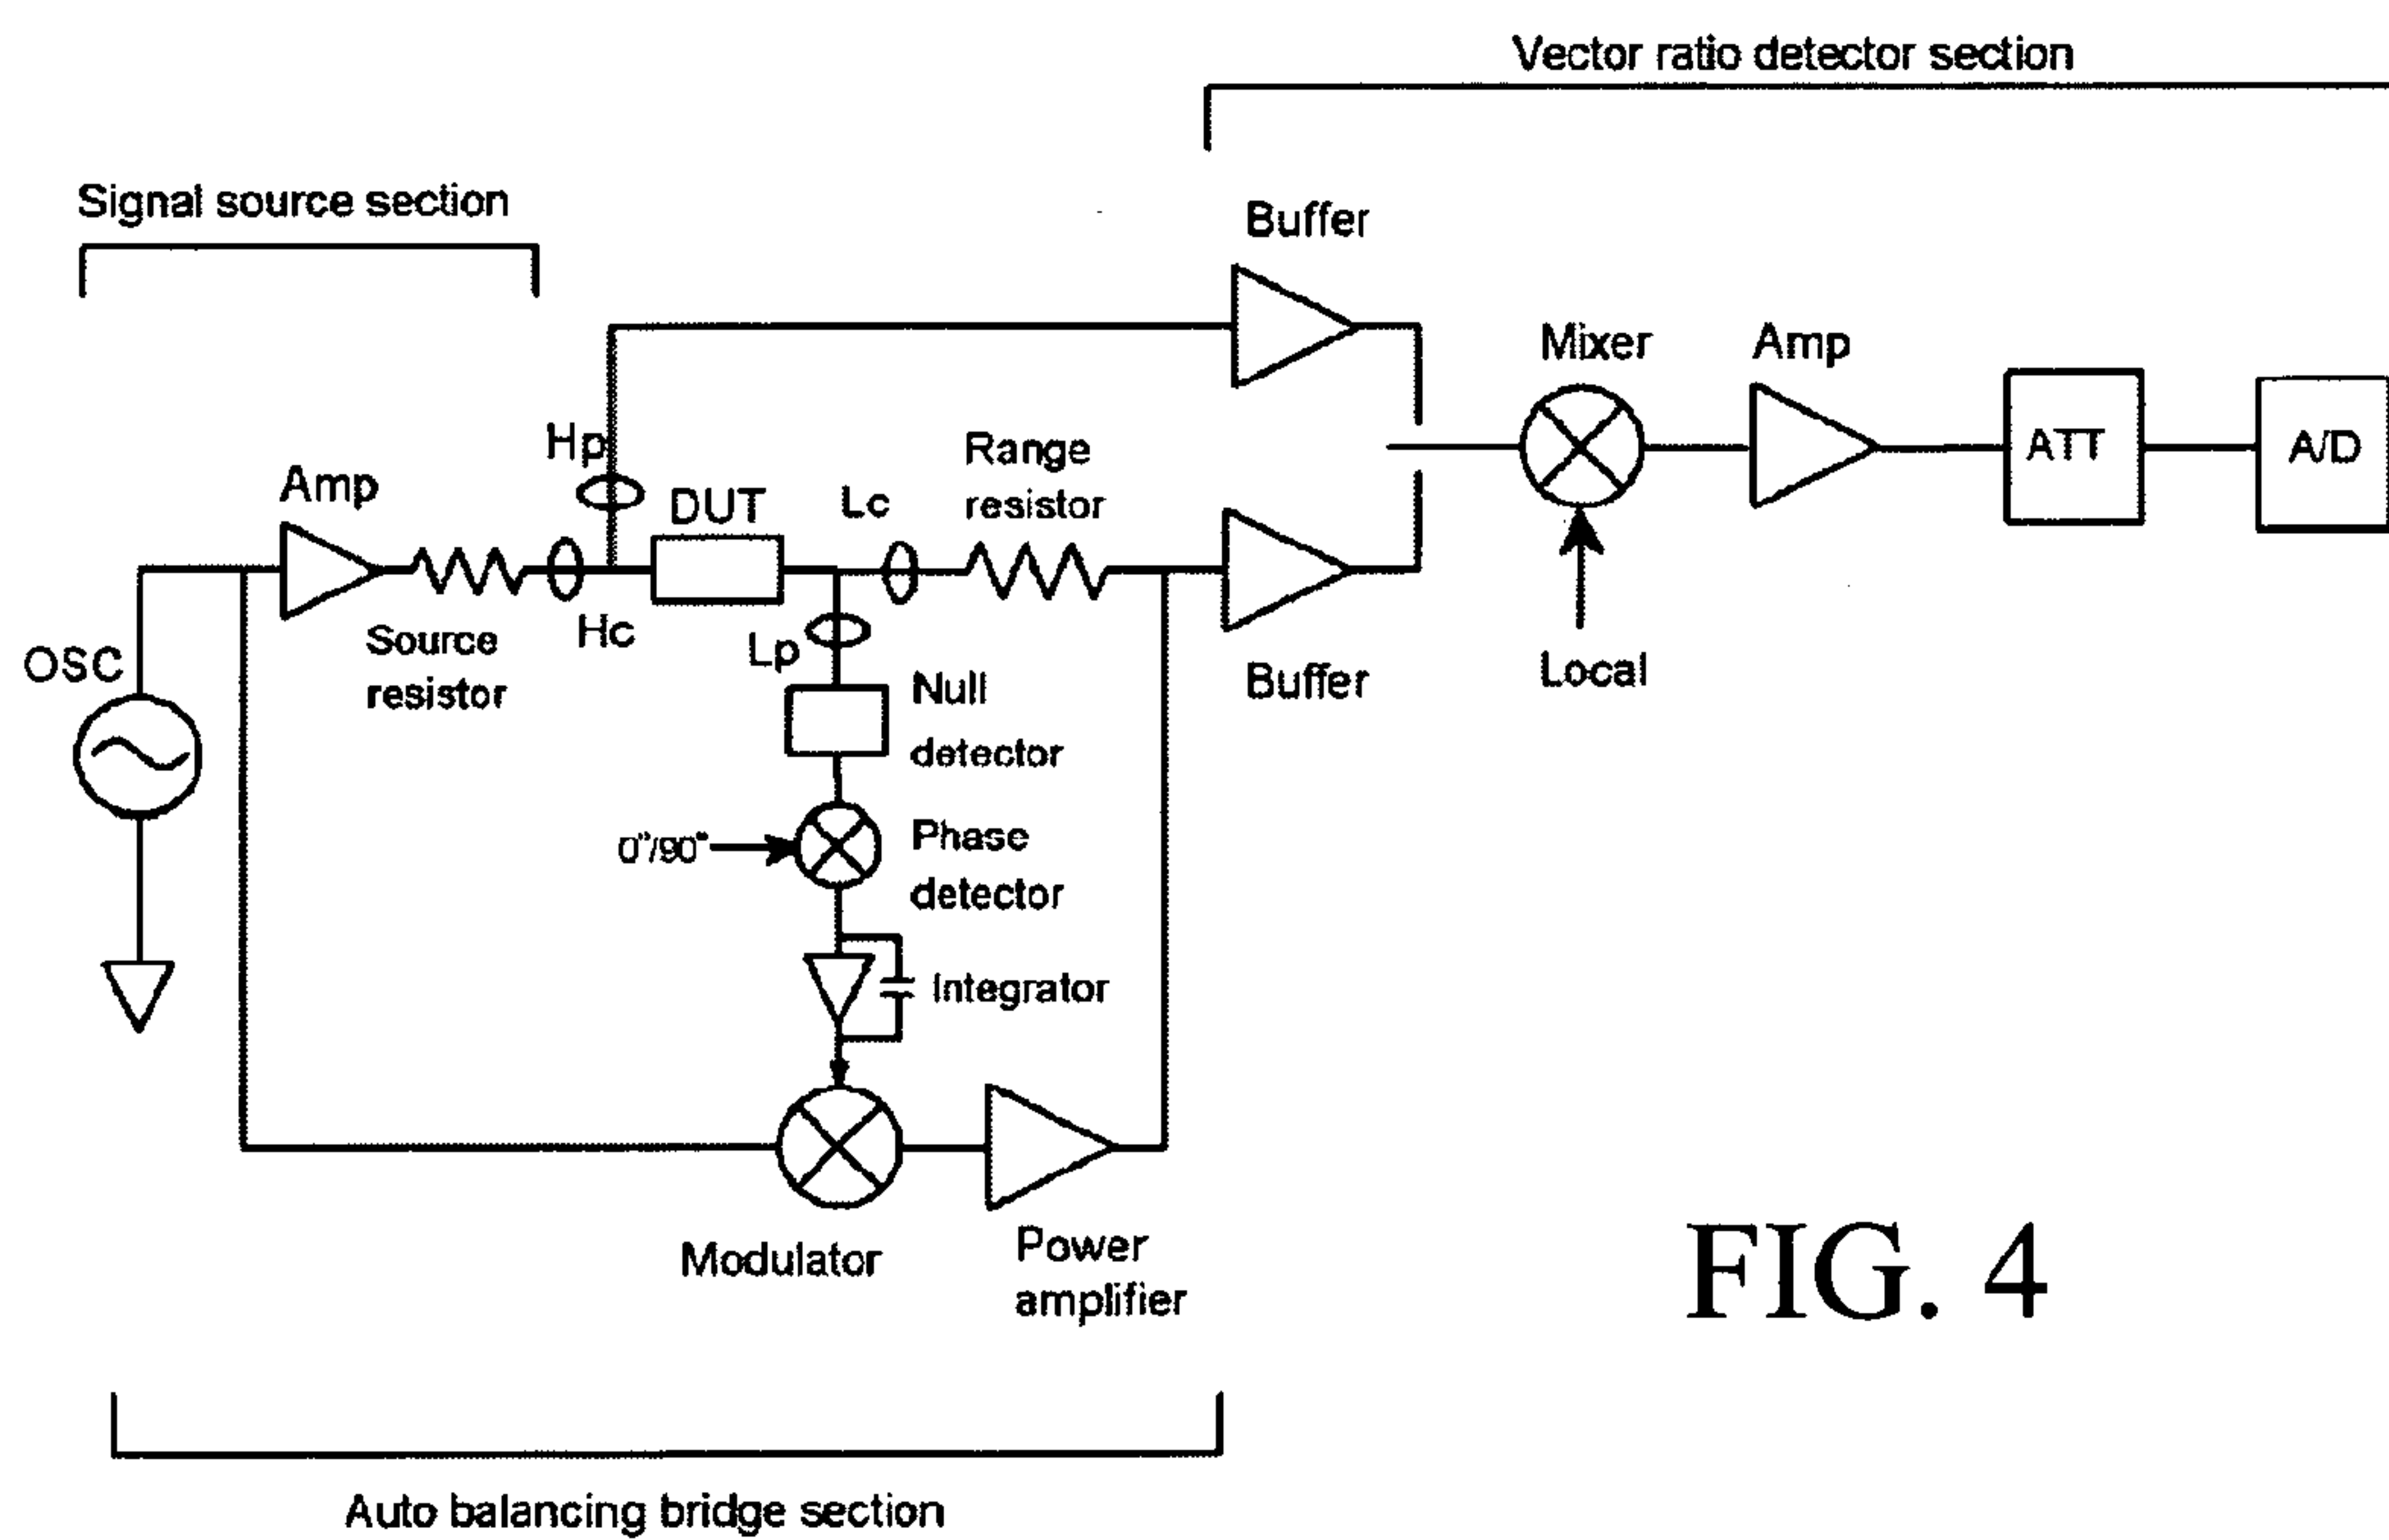 Vector ratio detector section
Signal source section
Buffer
Mixer
Amp
Hp
Range
resistor
ATT
A/D
Amp
DUT
Lc
Hc
Source
resistor
Lp
OSC
Null
detector
Buffer
Local
0°/90°
Phase
detector
Integrator
Modulator
Power
amplifier
FIG. 4
Auto balancing bridge section